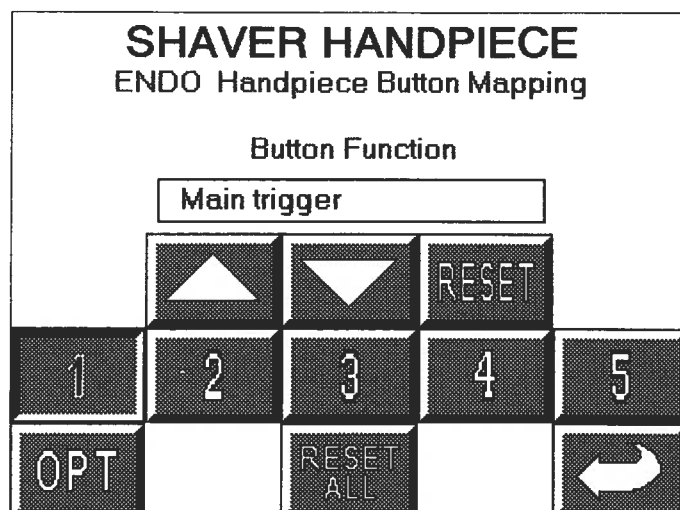 SHAVER HANDPIECE
ENDO Handpiece Button Mapping
Button Function
Main trigger
RESET
1 2 3 4 5
OPT RESET ALL